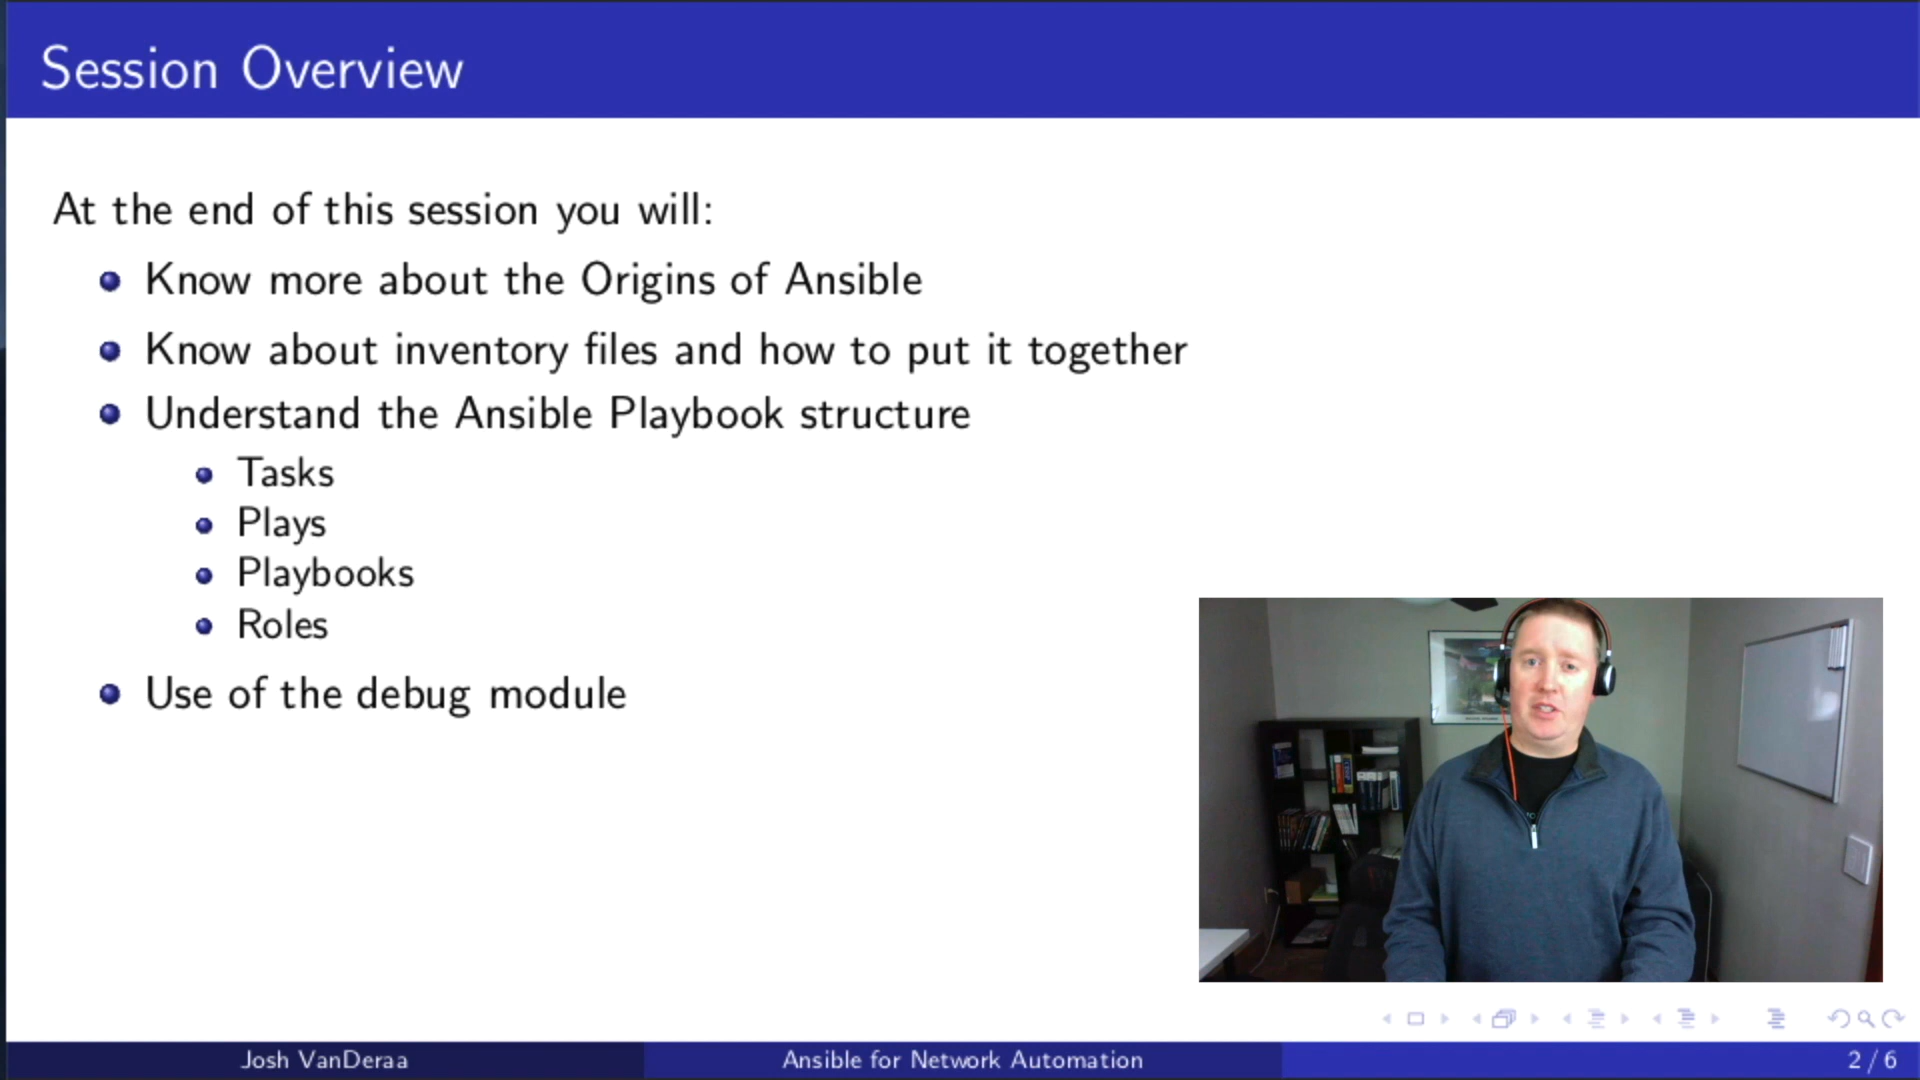 Session Overview
At the end of this session you will:
Know more about the Origins of Ansible
Know about inventory files and how to put it together
Understand the Ansible Playbook structure
Tasks
Plays
Playbooks
Roles
Use of the debug module
Josh VanDeraa
Ansible for Network Automation
2 / 6